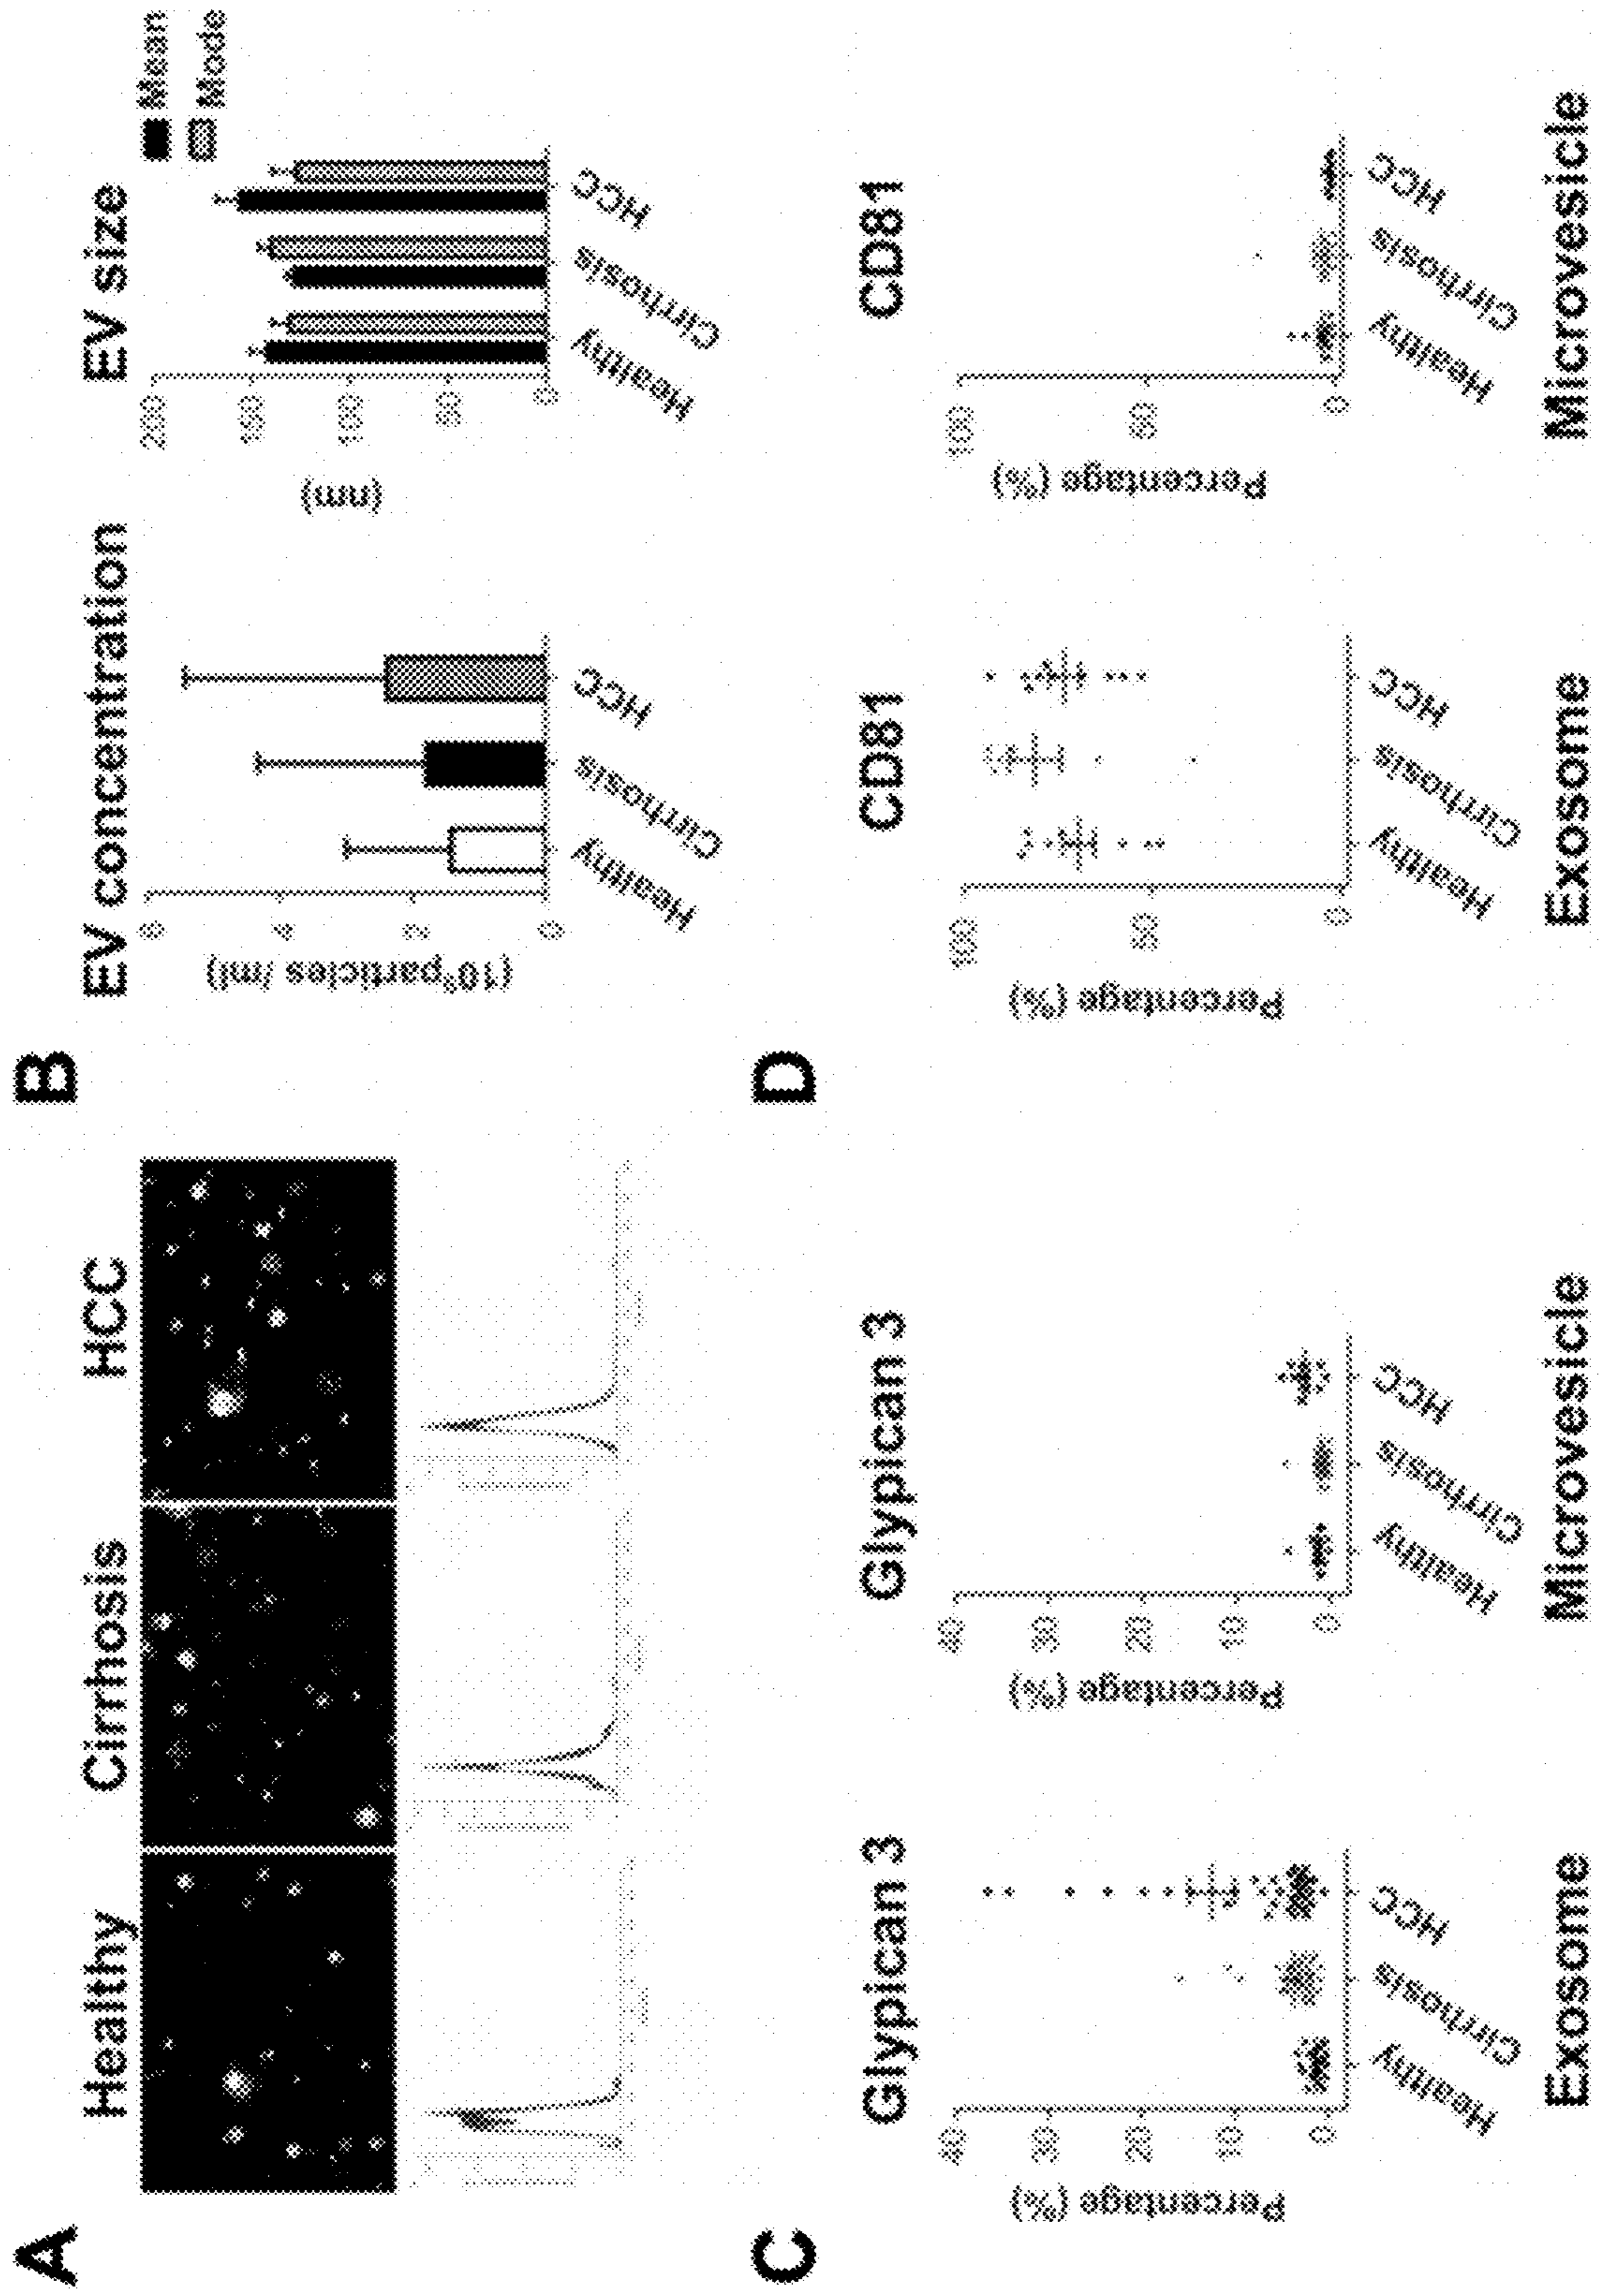 A
Healthy
Cirrhosis
HCC
B
EV concentration
(10⁸particles /ml)
6
4
2
0
Healthy
Cirrhosis
HCC
EV size
Mean
Mode
(nm)
200
150
100
50
0
Healthy
Cirrhosis
HCC
C
Glypican 3
Percentage (%)
40
30
20
10
0
Healthy
Cirrhosis
HCC
Exosome
Glypican 3
Percentage (%)
40
30
20
10
0
Healthy
Cirrhosis
HCC
Microvesicle
D
CD81
Percentage (%)
100
50
0
Healthy
Cirrhosis
HCC
Exosome
CD81
Percentage (%)
100
50
0
Healthy
Cirrhosis
HCC
Microvesicle